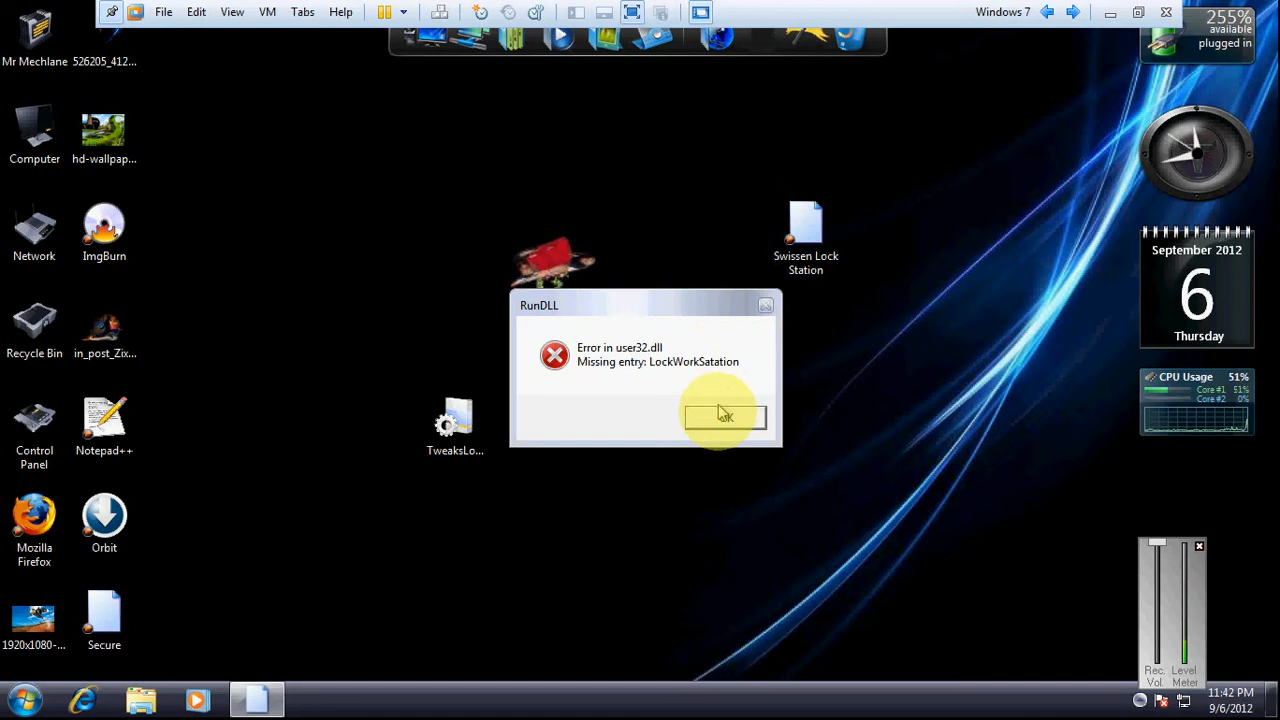 File Edit View VM Tabs Help
Windows 7
255%
available
plugged in
Mr Mechlane
526205_412...
Computer
hd-wallpap...
Network
ImgBurn
Swissen Lock
Station
September 2012
6
Thursday
RunDLL
Error in user32.dll
Missing entry: LockWorkSatation
OK
Recycle Bin
in_post_Zix...
CPU Usage 51%
Core #1 51%
Core #2 0%
Control
Panel
Notepad++
TweaksLo...
Mozilla
Firefox
Orbit
1920x1080-...
Secure
Rec. Level
Vol. Meter
11:42 PM
9/6/2012